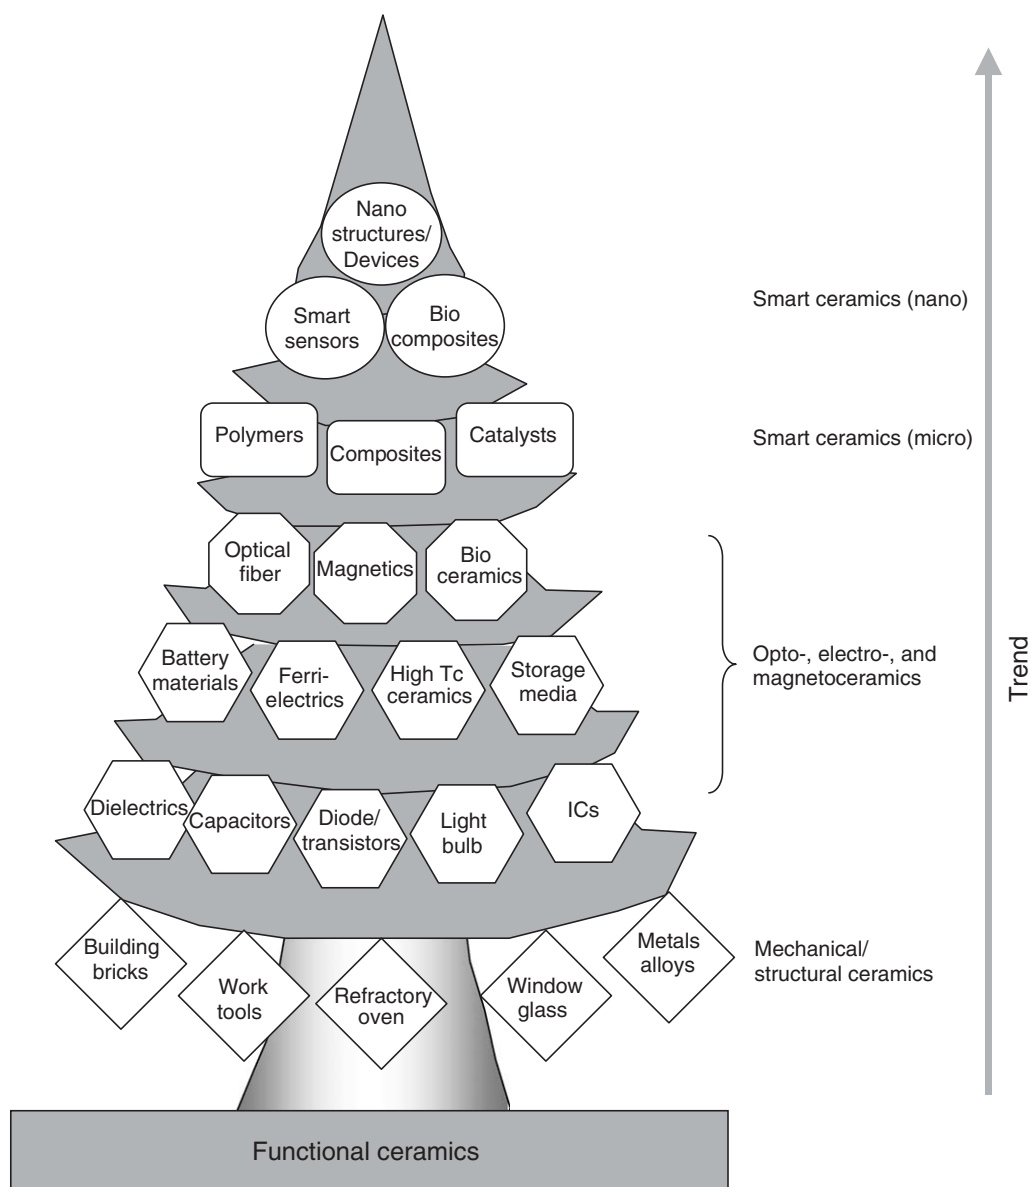 Nano
structures/
Devices
Smart
sensors
Bio
composites
Smart ceramics (nano)
Polymers
Composites
Catalysts
Smart ceramics (micro)
Optical
fiber
Magnetics
Bio
ceramics
Battery
materials
Ferri-
electrics
High Tc
ceramics
Storage
media
Opto-, electro-, and
magnetoceramics
Trend
Dielectrics
Capacitors
Diode/
transistors
Light
bulb
ICs
Building
bricks
Work
tools
Refractory
oven
Window
glass
Metals
alloys
Mechanical/
structural ceramics
Functional ceramics